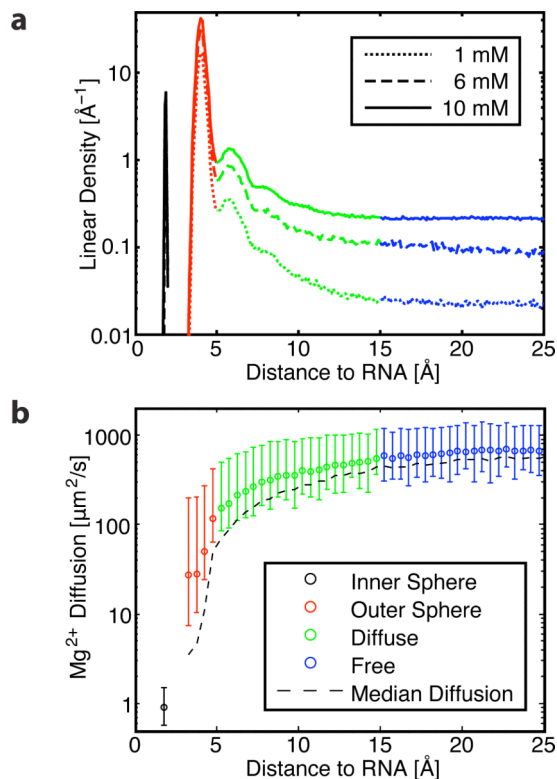 a
1 mM
6 mM
10 mM
Linear Density [Å⁻¹]
10
1
0.1
0.01
0 5 10 15 20 25
Distance to RNA [Å]
b
Mg²⁺ Diffusion [µm²/s]
1000
100
10
1
Inner Sphere
Outer Sphere
Diffuse
Free
Median Diffusion
0 5 10 15 20 25
Distance to RNA [Å]